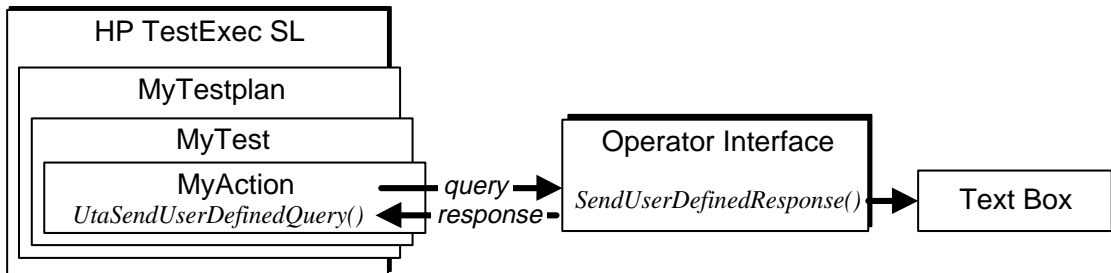 HP TestExec SL
MyTestplan
MyTest
MyAction
UtaSendUserDefinedQuery()
query
response
Operator Interface
SendUserDefinedResponse()
Text Box